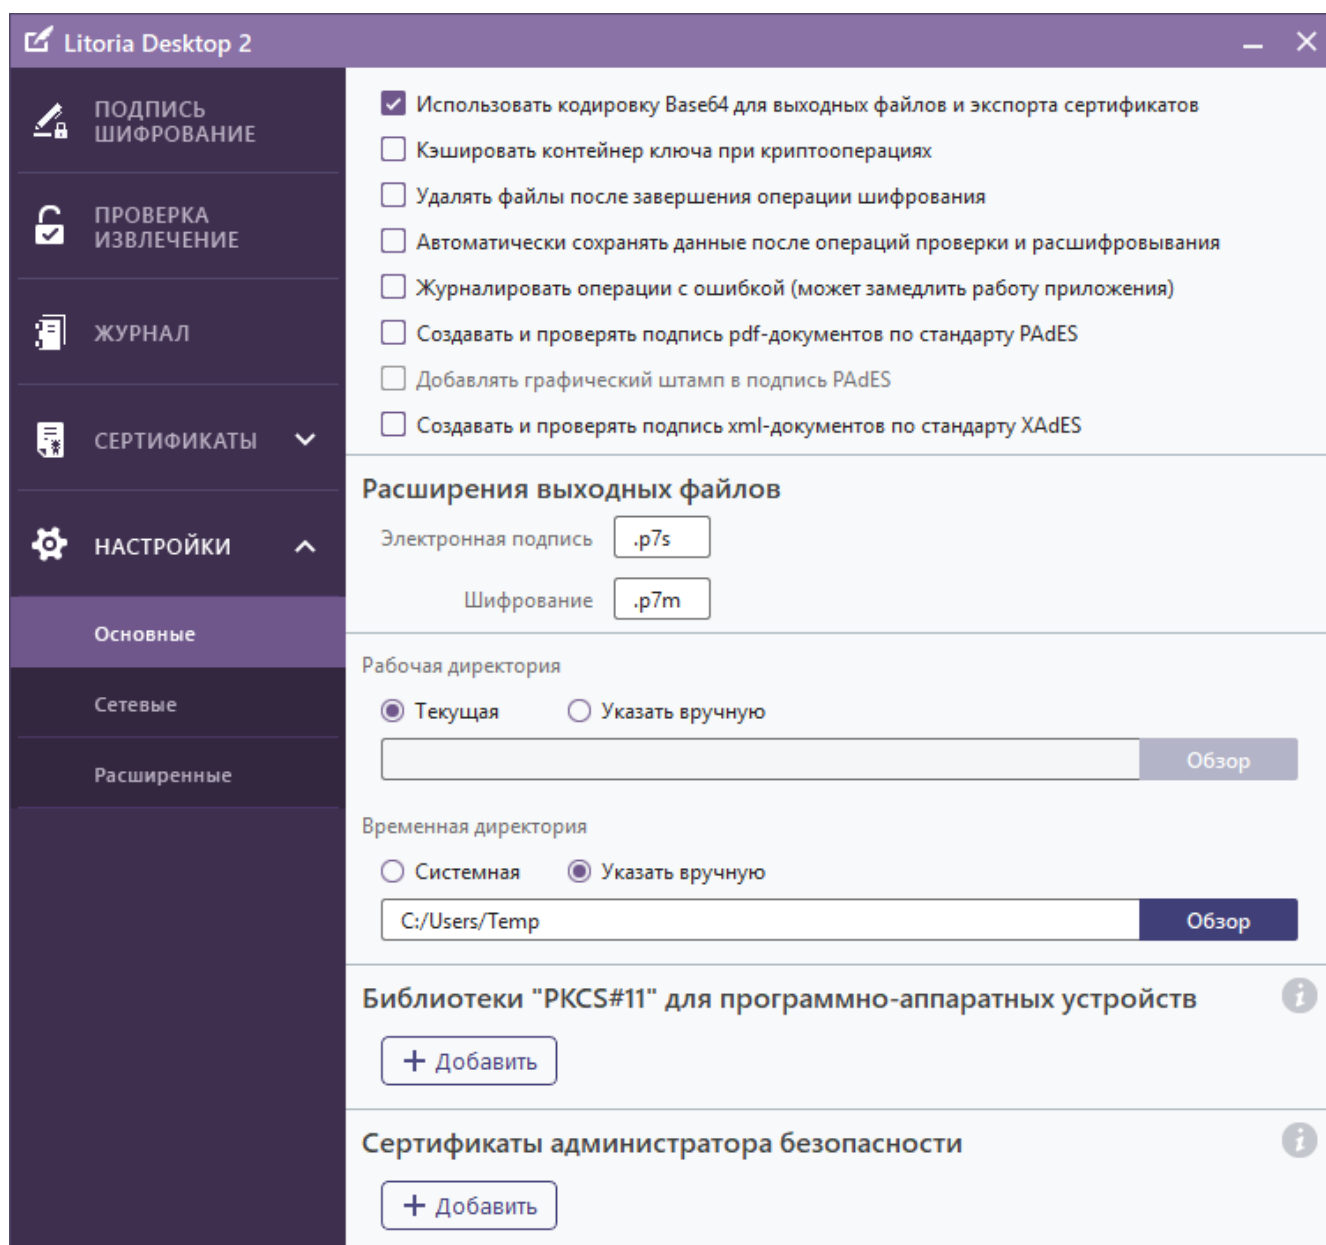 Litoria Desktop 2
ПОДПИСЬ
ШИФРОВАНИЕ
ПРОВЕРКА
ИЗВЛЕЧЕНИЕ
ЖУРНАЛ
СЕРТИФИКАТЫ
НАСТРОЙКИ
Основные
Сетевые
Расширенные
Использовать кодировку Base64 для выходных файлов и экспорта сертификатов
Кэшировать контейнер ключа при криптооперациях
Удалять файлы после завершения операции шифрования
Автоматически сохранять данные после операций проверки и расшифровывания
Журналировать операции с ошибкой (может замедлить работу приложения)
Создавать и проверять подпись pdf-документов по стандарту PAdES
Добавлять графический штамп в подпись PAdES
Создавать и проверять подпись xml-документов по стандарту XAdES
Расширения выходных файлов
Электронная подпись .p7s
Шифрование .p7m
Рабочая директория
Текущая Указать вручную
Обзор
Временная директория
Системная Указать вручную
C:/Users/Temp Обзор
Библиотеки "PKCS#11" для программно-аппаратных устройств
+ Добавить
Сертификаты администратора безопасности
+ Добавить